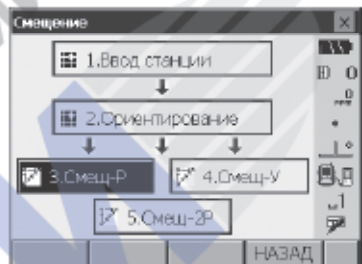 Смещение
1.Ввод станции
2.Ориентирование
3.Смещ-Р
4.Смещ-У
5.Смещ-2Р
НАЗАД